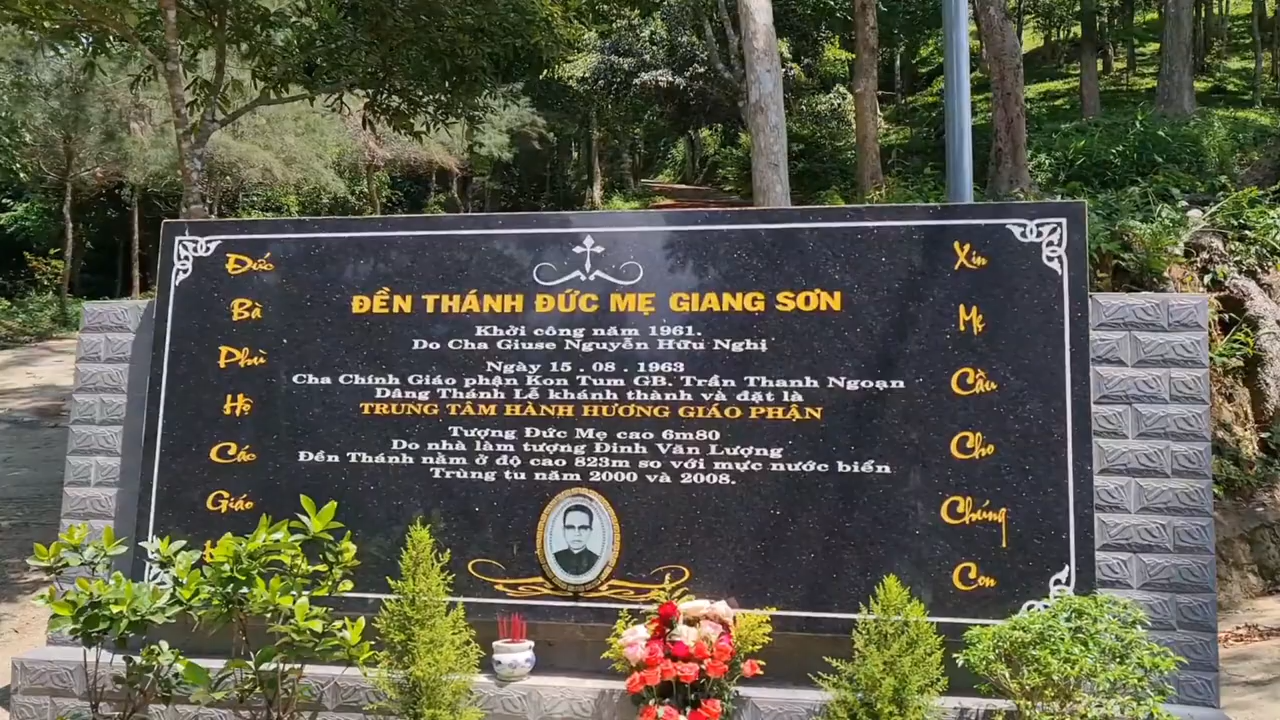 Đức
Bà
Phù
Hộ
Các
Giáo
ĐỀN THÁNH ĐỨC MẸ GIANG SƠN
Khởi công năm 1961.
Do Cha Giuse Nguyễn Hữu Nghị
Ngày 15 . 08 . 1963
Cha Chính Giáo phận Kon Tum GB. Trần Thanh Ngoạn
Dâng Thánh Lễ khánh thành và đặt là
TRUNG TÂM HÀNH HƯƠNG GIÁO PHẬN
Tượng Đức Mẹ cao 6m80
Do nhà làm tượng Đinh Văn Lượng
Đền Thánh nằm ở độ cao 823m so với mực nước biển
Trùng tu năm 2000 và 2008.
Xin
Mẹ
Cầu
Cho
Chúng
Con